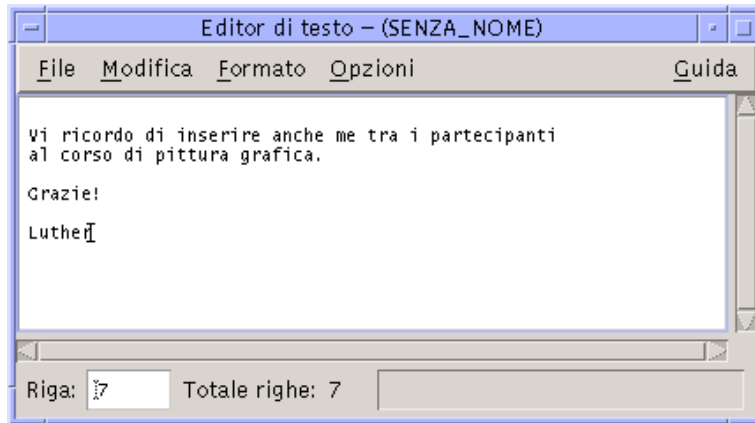 Editor di testo – (SENZA_NOME)
File Modifica Formato Opzioni Guida
Vi ricordo di inserire anche me tra i partecipanti
al corso di pittura grafica.
Grazie!
Luther
Riga: 7 Totale righe: 7